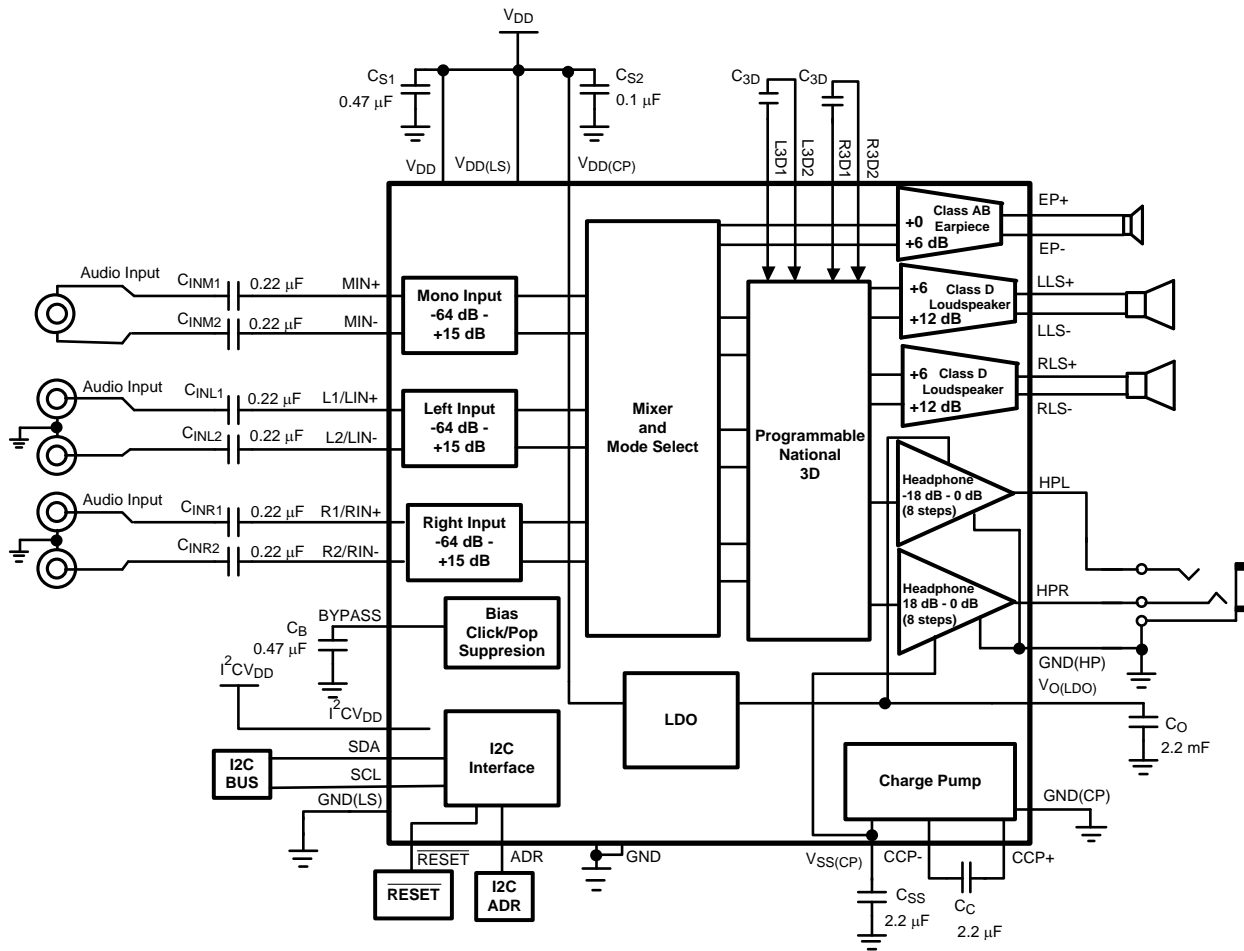 VDD
CS1
0.47 µF
CS2
0.1 µF
C3D
C3D
VDD
VDD(LS)
VDD(CP)
L3D1
L3D2
R3D1
R3D2
Class AB
Earpiece
+0
+6 dB
EP+
EP-
Audio Input
CINM1
0.22 µF
MIN+
CINM2
0.22 µF
MIN-
Mono Input
-64 dB -
+15 dB
Class D
Loudspeaker
+6
+12 dB
LLS+
LLS-
Audio Input
CINL1
0.22 µF
L1/LIN+
CINL2
0.22 µF
L2/LIN-
Left Input
-64 dB -
+15 dB
Mixer
and
Mode Select
Programmable
National
3D
+6
Class D
Loudspeaker
+12 dB
RLS+
RLS-
Audio Input
CINR1
0.22 µF
R1/RIN+
CINR2
0.22 µF
R2/RIN-
Right Input
-64 dB -
+15 dB
Headphone
-18 dB - 0 dB
(8 steps)
HPL
Headphone
18 dB - 0 dB
(8 steps)
HPR
GND(HP)
BYPASS
CB
0.47 µF
Bias
Click/Pop
Suppresion
I2CVDD
I2CVDD
LDO
VO(LDO)
CO
2.2 mF
I2C
BUS
SDA
SCL
GND(LS)
I2C
Interface
Charge Pump
GND(CP)
RESET
ADR
GND
VSS(CP)
CCP-
CCP+
RESET
I2C
ADR
CSS
2.2 µF
CC
2.2 µF